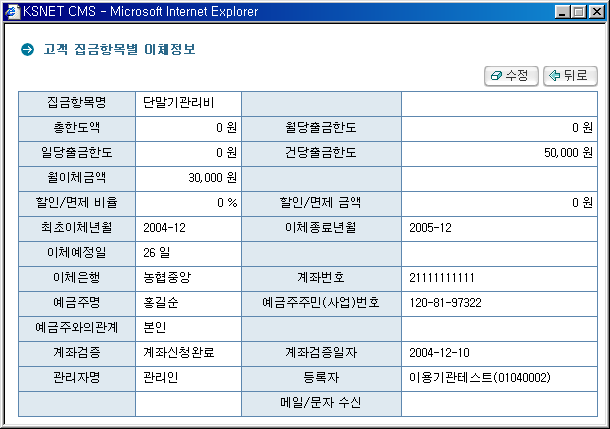 KSNET CMS - Microsoft Internet Explorer
고객 집금항목별 이체정보
수정 뒤로
집금항목명 단말기관리비
총한도액 0 원 월당출금한도 0 원
일당출금한도 0 원 건당출금한도 50,000 원
월이체금액 30,000 원
할인/면제 비율 0 % 할인/면제 금액 0 원
최초이체년월 2004-12 이체종료년월 2005-12
이체예정일 26 일
이체은행 농협중앙 계좌번호 21111111111
예금주명 홍길순 예금주주민(사업)번호 120-81-97322
예금주와의관계 본인
계좌검증 계좌신청완료 계좌검증일자 2004-12-10
관리자명 관리인 등록자 이용기관테스트(01040002)
메일/문자 수신